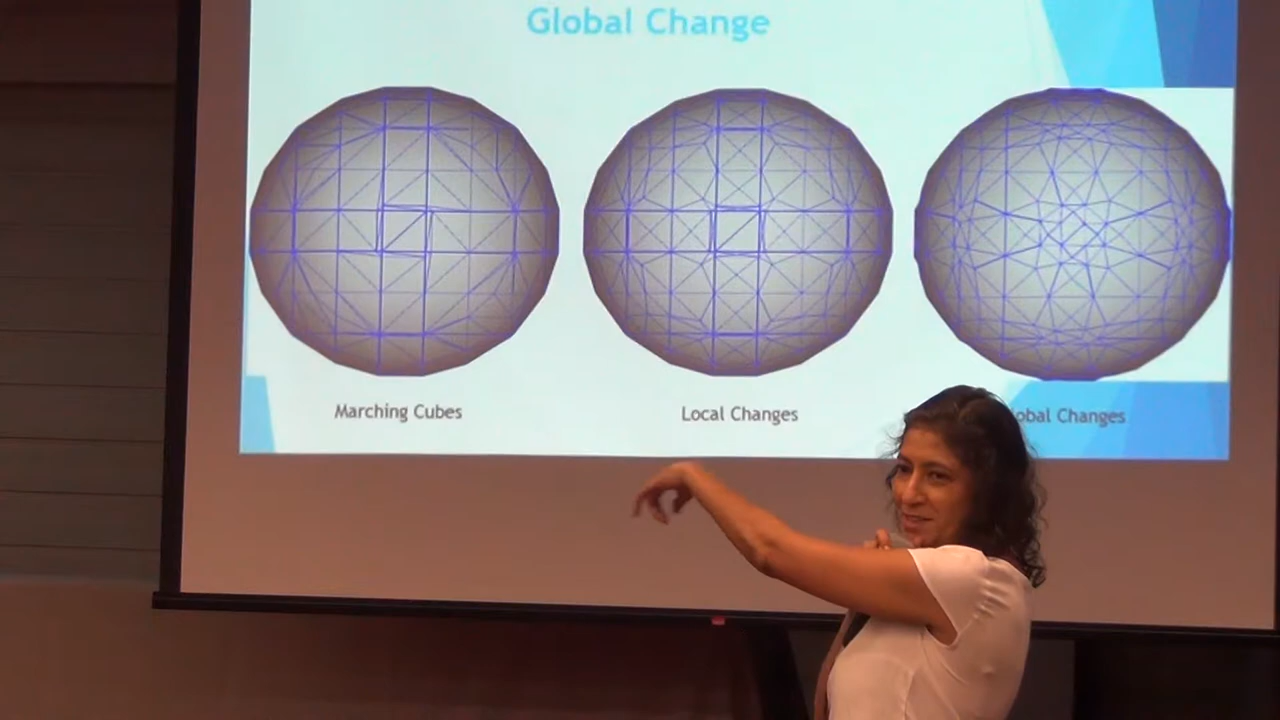 Global Change
Marching Cubes
Local Changes
obal Changes